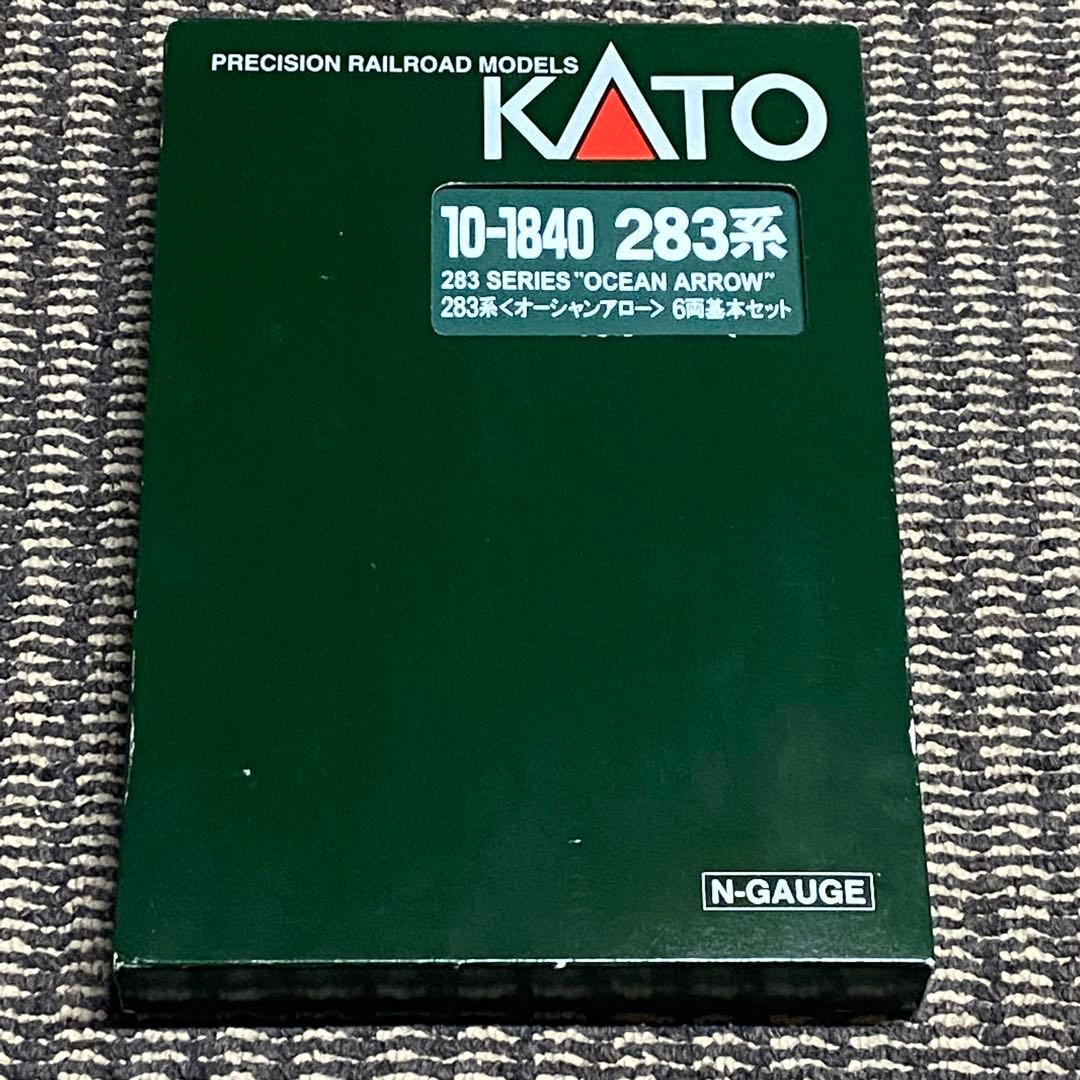 PRECISION RAILROAD MODELS
KATO
10-1840 283系
283 SERIES "OCEAN ARROW"
283系<オーシャンアロー> 6両基本セット
N-GAUGE